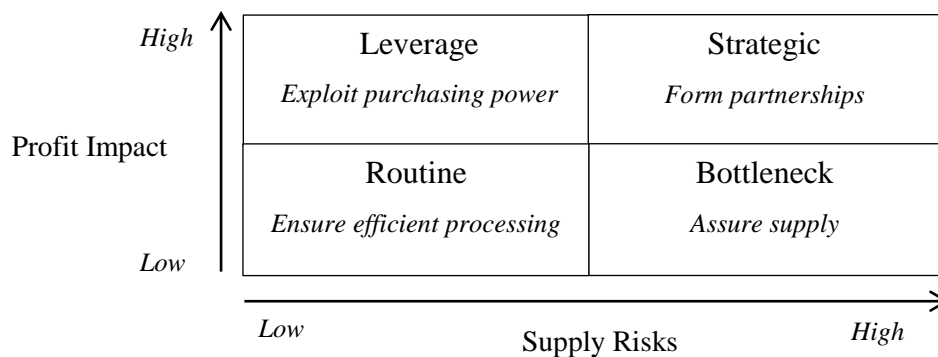 High
Leverage
Strategic
Exploit purchasing power
Form partnerships
Profit Impact
Routine
Bottleneck
Ensure efficient processing
Assure supply
Low
Low
Supply Risks
High